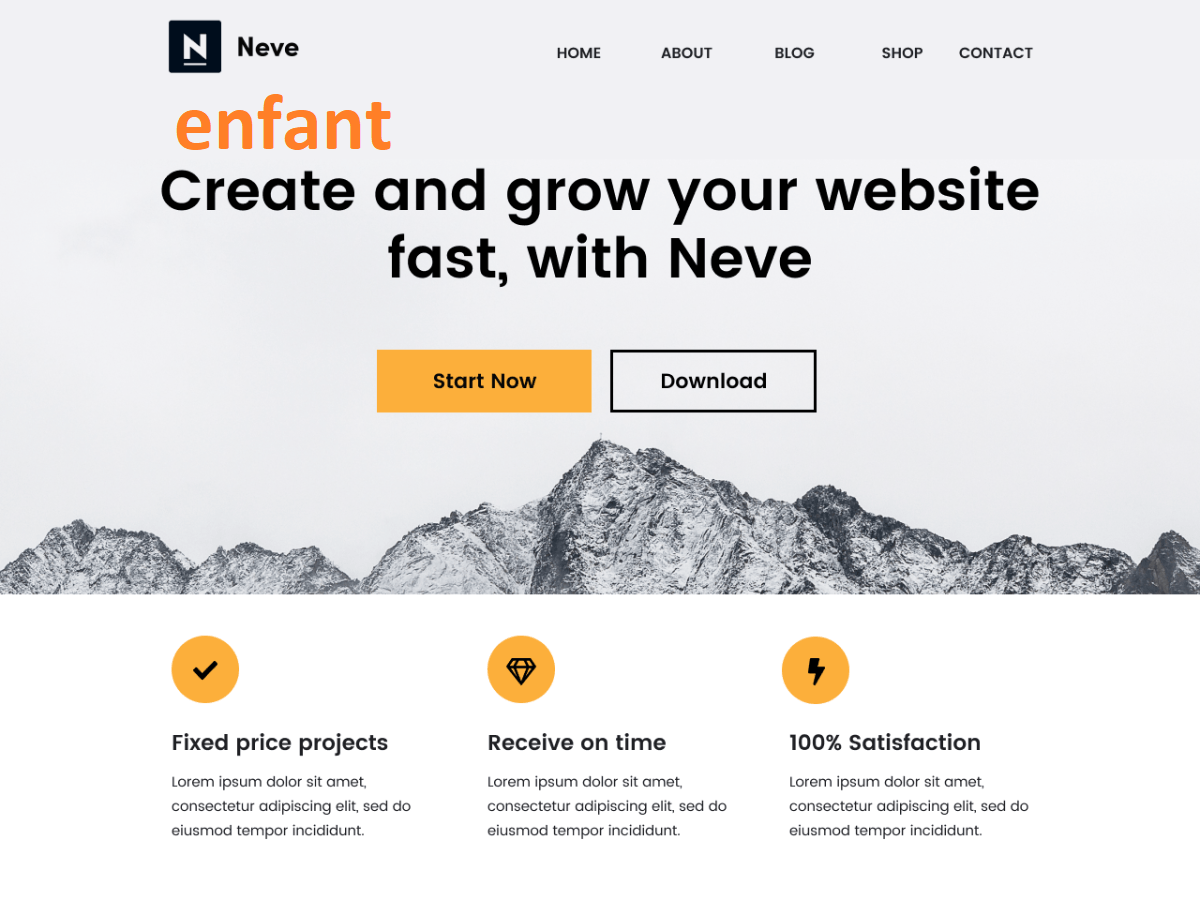 Neve
HOME ABOUT BLOG SHOP CONTACT
enfant
Create and grow your website
fast, with Neve
Start Now Download
Fixed price projects
Lorem ipsum dolor sit amet,
consectetur adipiscing elit, sed do
eiusmod tempor incididunt.
Receive on time
Lorem ipsum dolor sit amet,
consectetur adipiscing elit, sed do
eiusmod tempor incididunt.
100% Satisfaction
Lorem ipsum dolor sit amet,
consectetur adipiscing elit, sed do
eiusmod tempor incididunt.